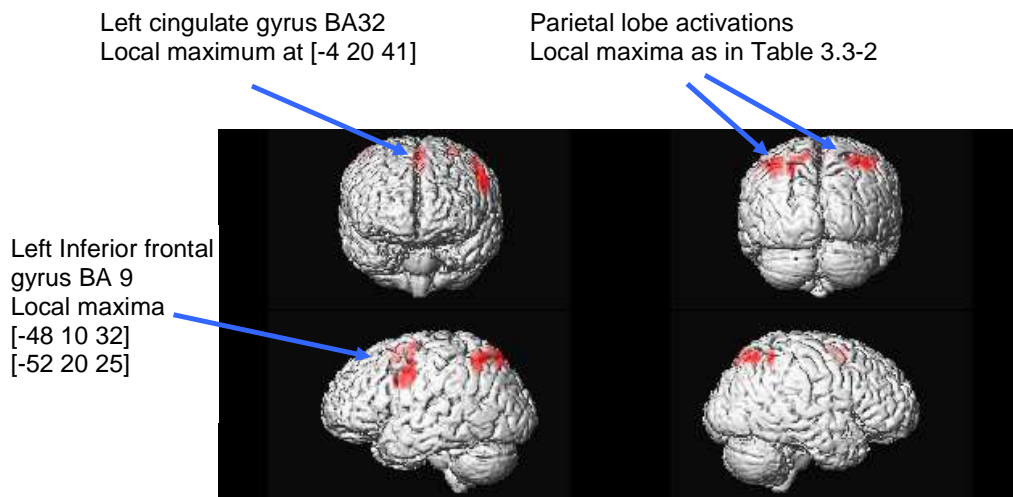 Left cingulate gyrus BA32
Local maximum at [-4 20 41]
Parietal lobe activations
Local maxima as in Table 3.3-2
Left Inferior frontal
gyrus BA 9
Local maxima
[-48 10 32]
[-52 20 25]